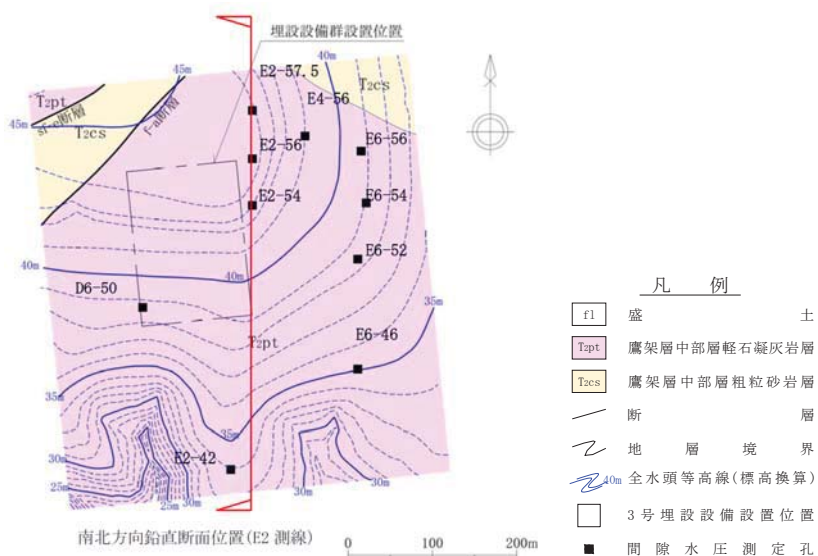 埋設設備群設置位置
40m
45m
E2-57.5
T2cs
E4-56
T2pt
45m
sf-e断層
T2cs
f-a断層
E2-56
E6-56
E2-54
E6-54
E6-52
40m
40m
D6-50
35m
T2pt
E6-46
35m
35m
E2-42
30m
25m
25m
30m
30m
30m
南北方向鉛直断面位置(E2 測線)
0 100 200m
凡 例
fl 盛 土
T2pt 鷹架層中部層軽石凝灰岩層
T2cs 鷹架層中部層粗粒砂岩層
断 層
地 層 境 界
40m 全水頭等高線(標高換算)
3号埋設設備設置位置
間 隙 水 圧 測 定 孔